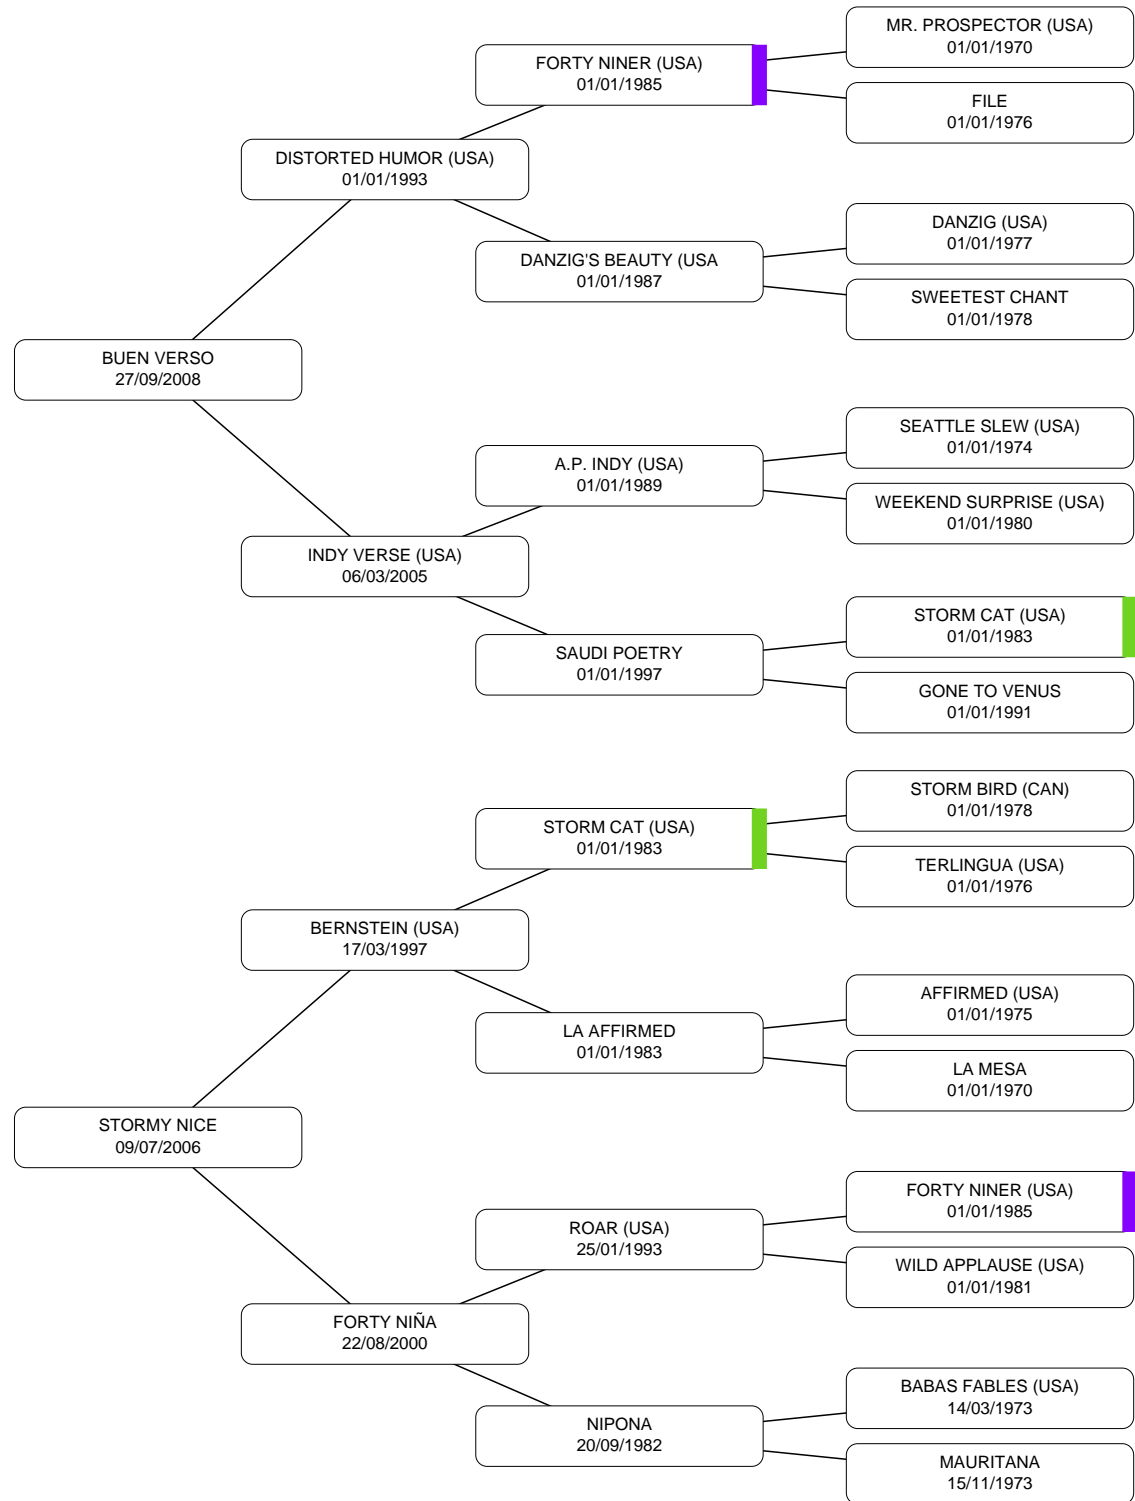 MR. PROSPECTOR (USA)
01/01/1970
FORTY NINER (USA)
01/01/1985
FILE
01/01/1976
DISTORTED HUMOR (USA)
01/01/1993
DANZIG (USA)
01/01/1977
DANZIG'S BEAUTY (USA
01/01/1987
SWEETEST CHANT
01/01/1978
BUEN VERSO
27/09/2008
SEATTLE SLEW (USA)
01/01/1974
A.P. INDY (USA)
01/01/1989
WEEKEND SURPRISE (USA)
01/01/1980
INDY VERSE (USA)
06/03/2005
STORM CAT (USA)
01/01/1983
SAUDI POETRY
01/01/1997
GONE TO VENUS
01/01/1991
STORM BIRD (CAN)
01/01/1978
STORM CAT (USA)
01/01/1983
TERLINGUA (USA)
01/01/1976
BERNSTEIN (USA)
17/03/1997
AFFIRMED (USA)
01/01/1975
LA AFFIRMED
01/01/1983
LA MESA
01/01/1970
STORMY NICE
09/07/2006
FORTY NINER (USA)
01/01/1985
ROAR (USA)
25/01/1993
WILD APPLAUSE (USA)
01/01/1981
FORTY NIÑA
22/08/2000
BABAS FABLES (USA)
14/03/1973
NIPONA
20/09/1982
MAURITANA
15/11/1973